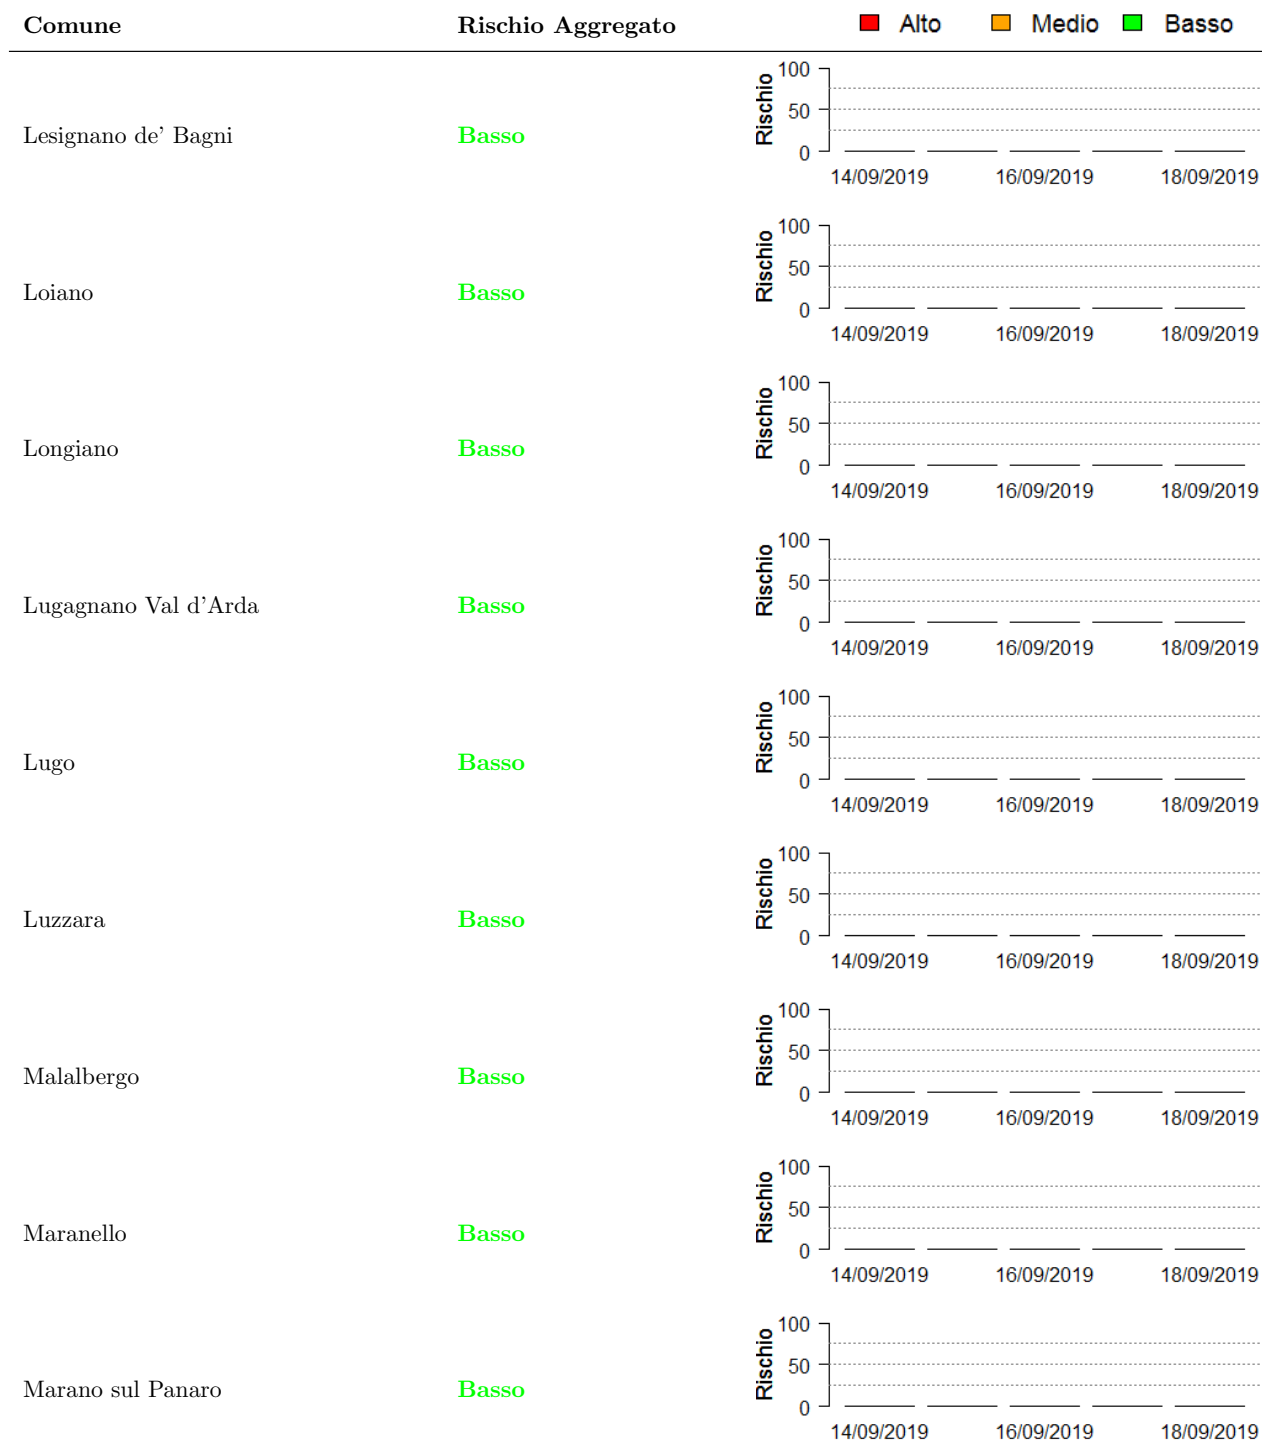 Comune Rischio Aggregato Alto Medio Basso
100
Rischio
50
Lesignano de' Bagni Basso
0
14/09/2019 16/09/2019 18/09/2019
100
Rischio
50
Loiano Basso
0
14/09/2019 16/09/2019 18/09/2019
100
Rischio
50
Longiano Basso
0
14/09/2019 16/09/2019 18/09/2019
100
Rischio
50
Lugagnano Val d'Arda Basso
0
14/09/2019 16/09/2019 18/09/2019
100
Rischio
50
Lugo Basso
0
14/09/2019 16/09/2019 18/09/2019
100
Rischio
50
Luzzara Basso
0
14/09/2019 16/09/2019 18/09/2019
100
Rischio
50
Malalbergo Basso
0
14/09/2019 16/09/2019 18/09/2019
100
Rischio
50
Maranello Basso
0
14/09/2019 16/09/2019 18/09/2019
100
Rischio
50
Marano sul Panaro Basso
0
14/09/2019 16/09/2019 18/09/2019